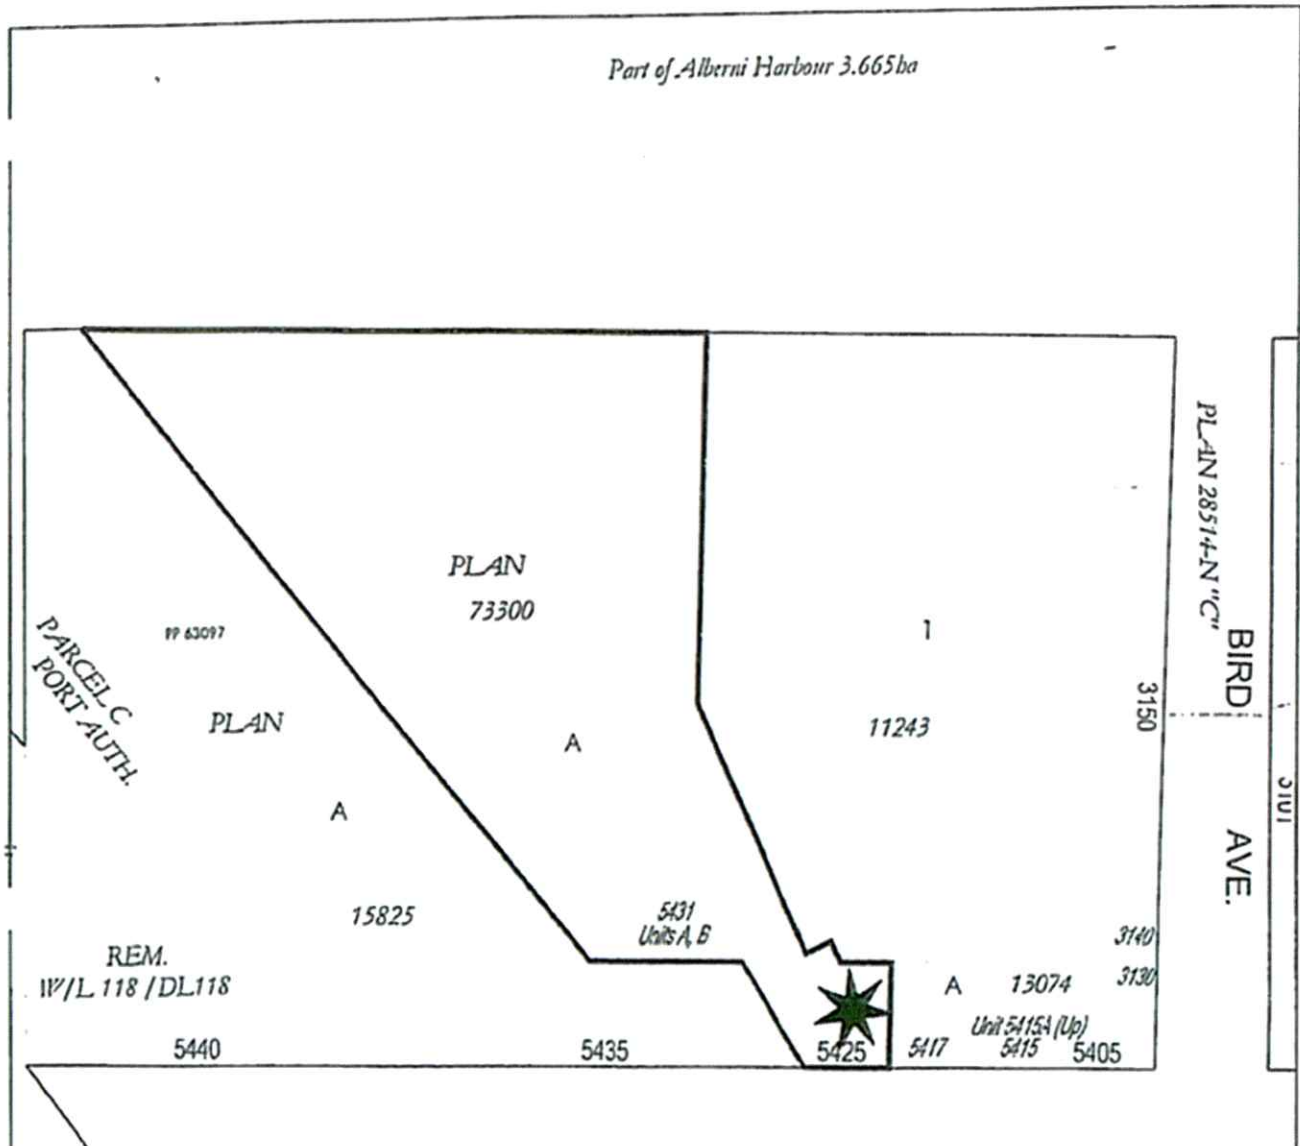 Part of Alberni Harbour 3.665ha
PLAN 28514-N "C"
BIRD AVE.
PLAN
73300
PP 63097
PARCEL C
PORT AUTH.
PLAN
1
3150
11243
A
A
15825
5431
Units A, B
3140
REM.
W/L 118 / DL118
A
13074
3130
Unit 5415A (Up)
5440
5435
5425
5417
5415
5405